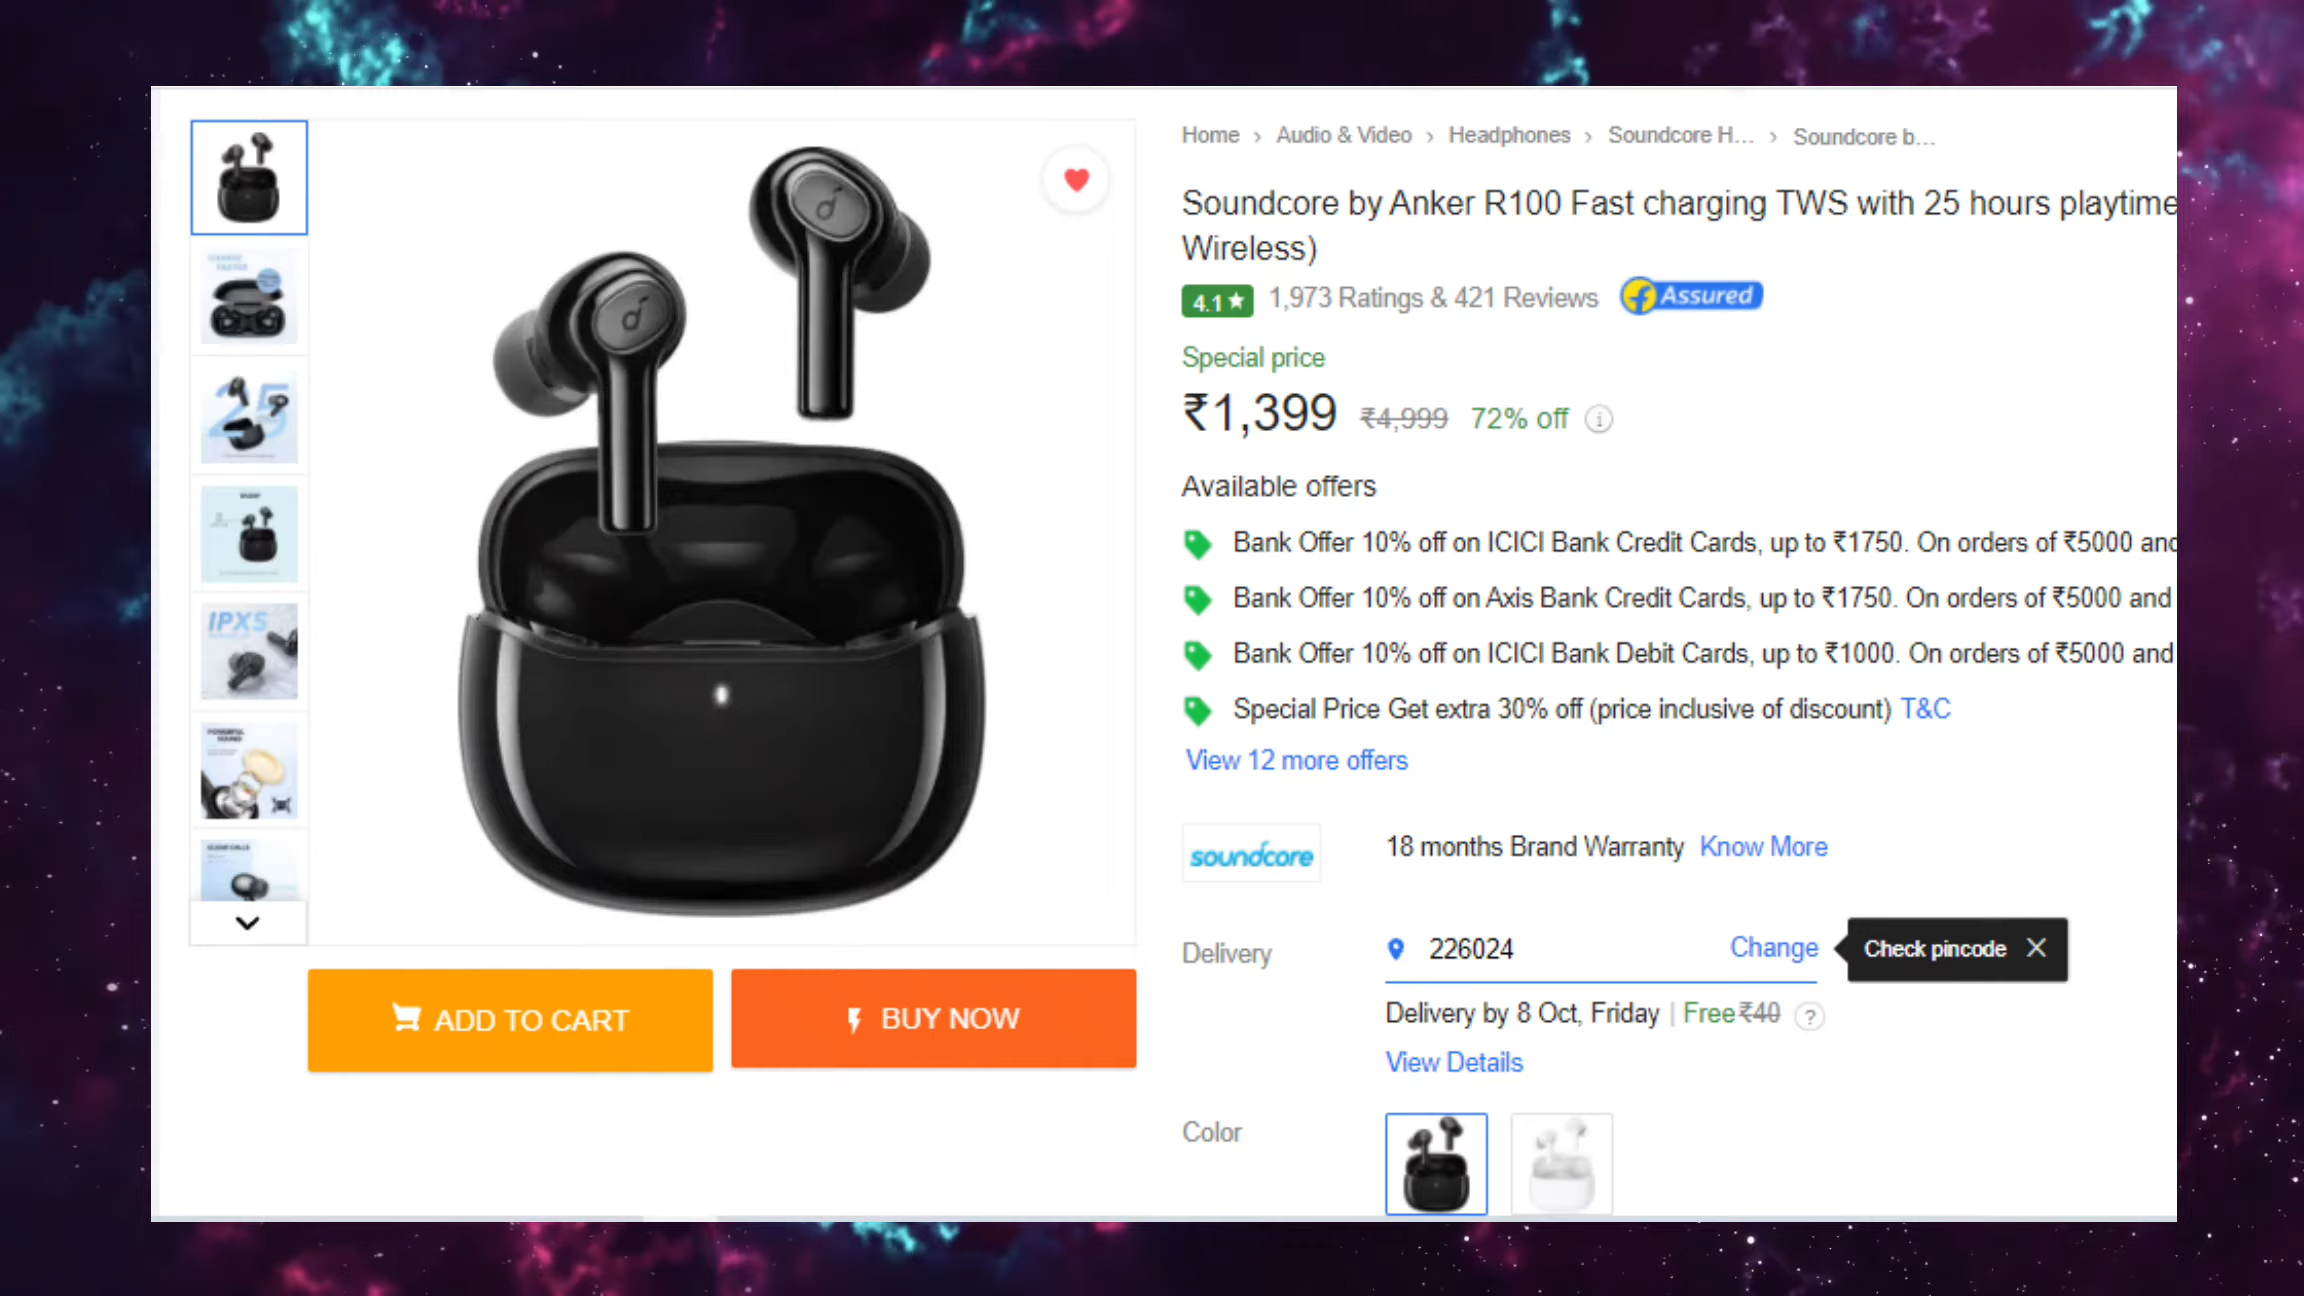 Home › Audio & Video › Headphones › Soundcore H... › Soundcore b...
Soundcore by Anker R100 Fast charging TWS with 25 hours playtime
Wireless)
4.1★ 1,973 Ratings & 421 Reviews Assured
Special price
₹1,399 ₹4,999 72% off
Available offers
Bank Offer 10% off on ICICI Bank Credit Cards, up to ₹1750. On orders of ₹5000 and
Bank Offer 10% off on Axis Bank Credit Cards, up to ₹1750. On orders of ₹5000 and
Bank Offer 10% off on ICICI Bank Debit Cards, up to ₹1000. On orders of ₹5000 and
Special Price Get extra 30% off (price inclusive of discount) T&C
View 12 more offers
soundcore 18 months Brand Warranty Know More
Delivery 226024 Change Check pincode
Delivery by 8 Oct, Friday | Free ₹40 ?
View Details
Color
25
IPX5
POWERFUL
SOUND
CLEAR CALLS
ADD TO CART
BUY NOW